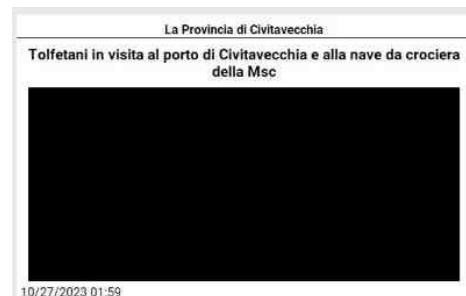 La Provincia di Civitavecchia
Tolfetani in visita al porto di Civitavecchia e alla nave da crociera
della Msc
10/27/2023 01:59